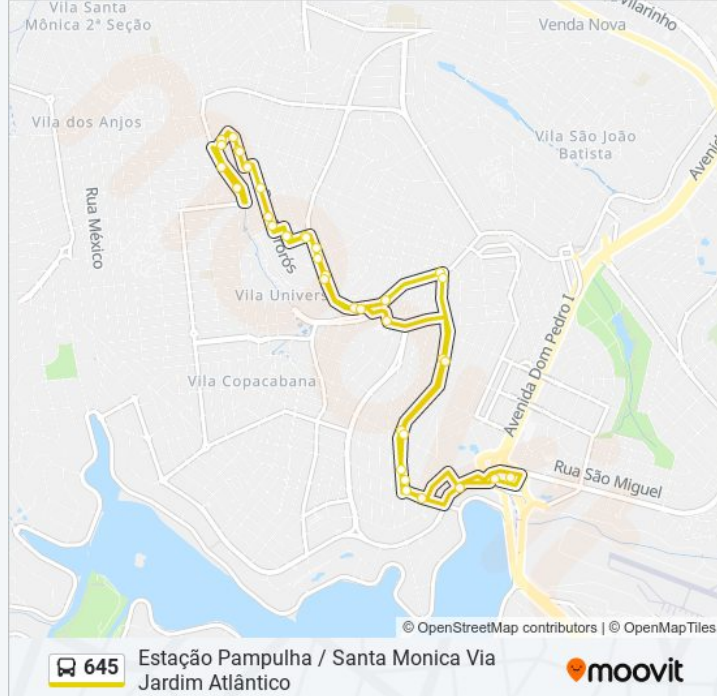 Vila Santa
Mônica 2ª Seção
Vilarinho
Venda Nova
Vila dos Anjos
Vila São João
Batista
Avenida
Rua México
Vila Univers
Avenida Dom Pedro I
Vila Copacabana
Rua São Miguel
© OpenStreetMap contributors | © OpenMapTiles
645
Estação Pampulha / Santa Monica Via
Jardim Atlântico
moovit